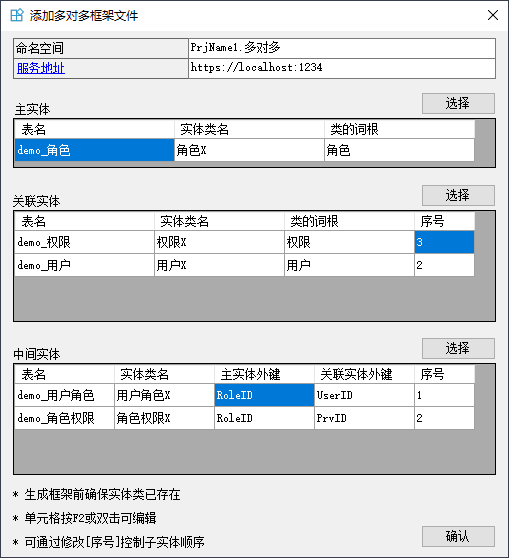 添加多对多框架文件
命名空间 PrjName1.多对多
服务地址 https://localhost:1234
主实体 选择
表名 实体类名 类的词根
demo_角色 角色X 角色
关联实体 选择
表名 实体类名 类的词根 序号
demo_权限 权限X 权限 3
demo_用户 用户X 用户 2
中间实体 选择
表名 实体类名 主实体外键 关联实体外键 序号
demo_用户角色 用户角色X RoleID UserID 1
demo_角色权限 角色权限X RoleID PrvID 2
* 生成框架前确保实体类已存在
* 单元格按F2或双击可编辑
* 可通过修改[序号]控制子实体顺序
确认